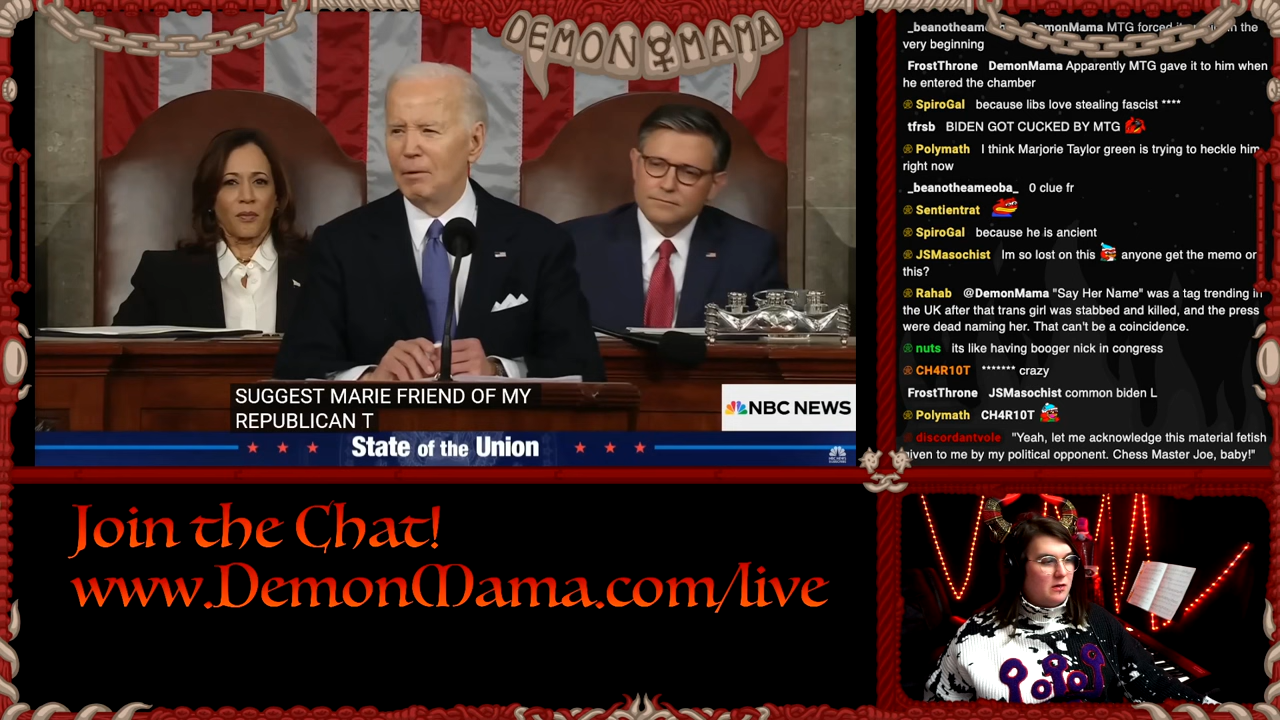 DEMON MAMA
SUGGEST MARIE FRIEND OF MY
REPUBLICAN T
NBC NEWS
State of the Union
Join the Chat!
www.DemonMama.com/live
_beanotheam DemonMama MTG forced in the
very beginning
FrostThrone DemonMama Apparently MTG gave it to him when
he entered the chamber
SpiroGal because libs love stealing fascist ****
tfrsb BIDEN GOT CUCKED BY MTG
Polymath I think Marjorie Taylor green is trying to heckle him
right now
_beanotheameoba_ 0 clue fr
Sentientrat
SpiroGal because he is ancient
JSMasochist Im so lost on this anyone get the memo or
this?
Rahab @DemonMama "Say Her Name" was a tag trending in
the UK after that trans girl was stabbed and killed, and the press
were dead naming her. That can't be a coincidence.
nuts its like having booger nick in congress
CH4R10T ******* crazy
FrostThrone JSMasochist common biden L
Polymath CH4R10T
discordantvole "Yeah, let me acknowledge this material fetish
given to me by my political opponent. Chess Master Joe, baby!"